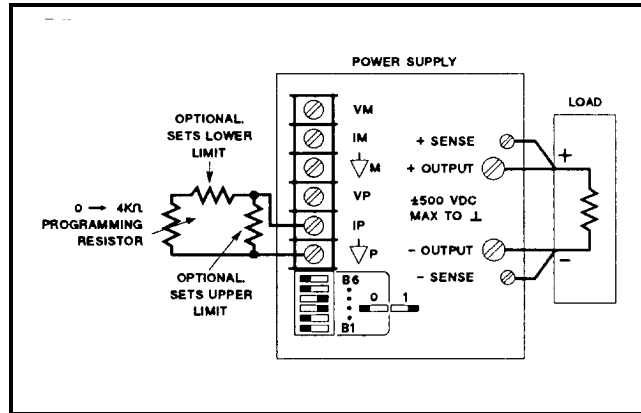 POWER SUPPLY
OPTIONAL.
SETS LOWER
LIMIT
0 → 4KΩ
PROGRAMMING
RESISTOR
OPTIONAL.
SETS UPPER
LIMIT
VM
IM
▽M
VP
IP
▽P
B6
0 1
B1
+ SENSE
+ OUTPUT
±500 VDC
MAX TO ⊥
- OUTPUT
- SENSE
LOAD
+
-